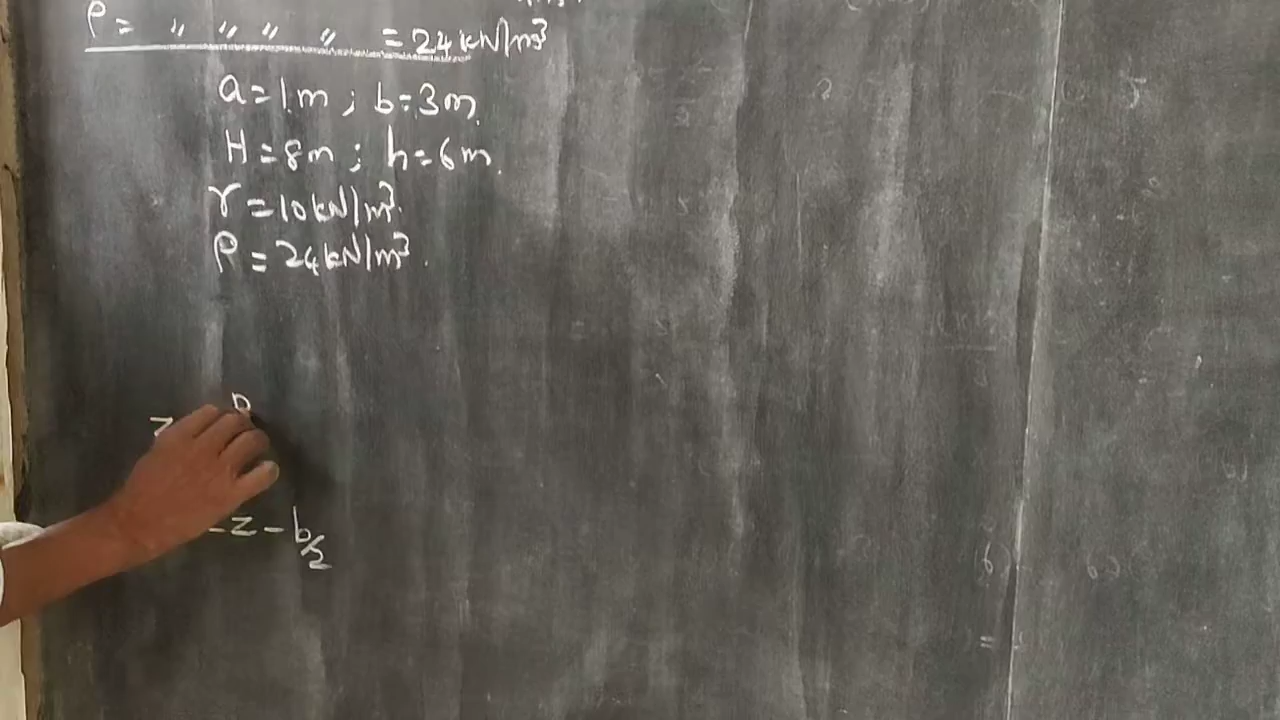 ρ = 〃 〃 〃 〃 = 24 kN/m³
a = 1m ; b = 3m.
H = 8m ; h = 6m.
γ = 10 kN/m³.
ρ = 24 kN/m³.
Z P
= Z - b/2